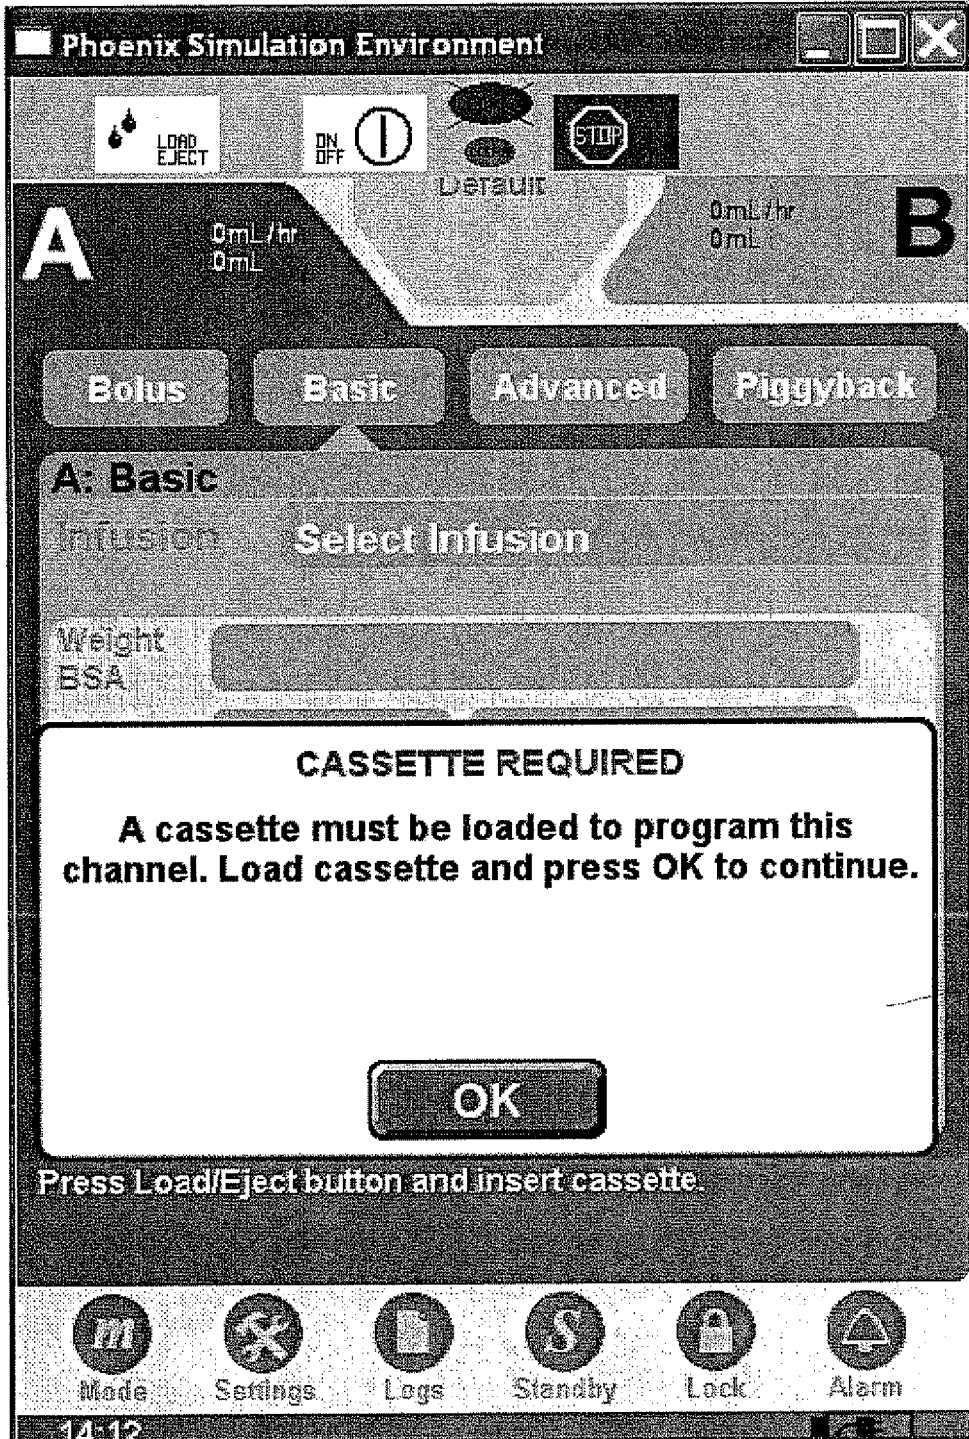 Phoenix Simulation Environment
LOAD
EJECT
ON
OFF
STOP
Default
A
0mL/hr
0mL
0mL/hr
0mL
B
Bolus
Basic
Advanced
Piggyback
A: Basic
Infusion
Select Infusion
Weight
BSA
CASSETTE REQUIRED
A cassette must be loaded to program this
channel. Load cassette and press OK to continue.
OK
Press Load/Eject button and insert cassette.
m
S
Mode
Settings
Logs
Standby
Lock
Alarm
14:12